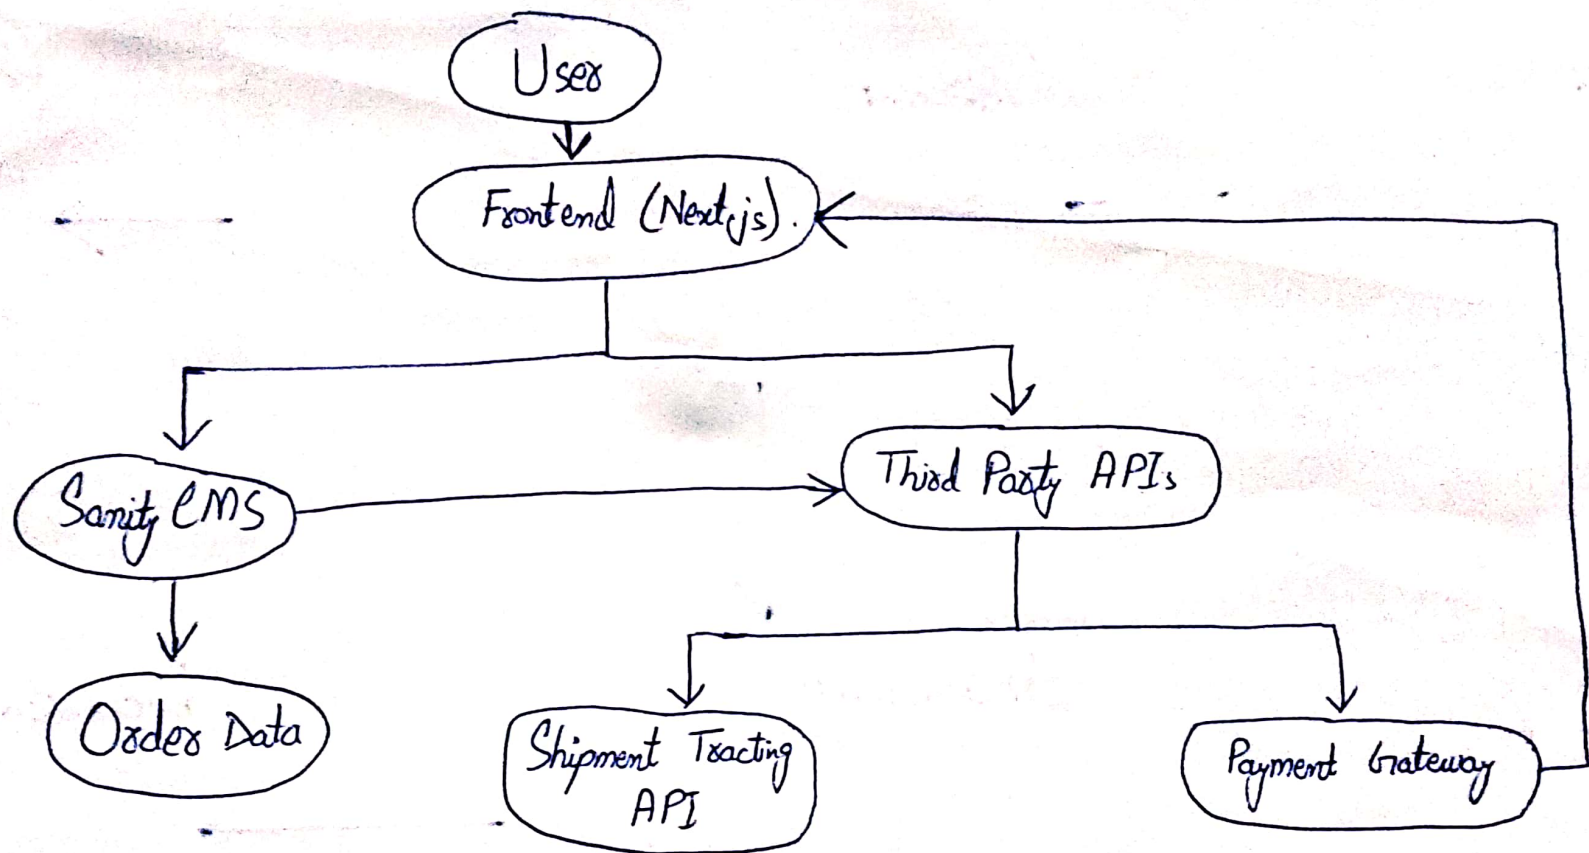 User
Frontend (Next.js).
Third Party APIs
Sanity CMS
Order Data
Shipment Tracting
API
Payment Gateway